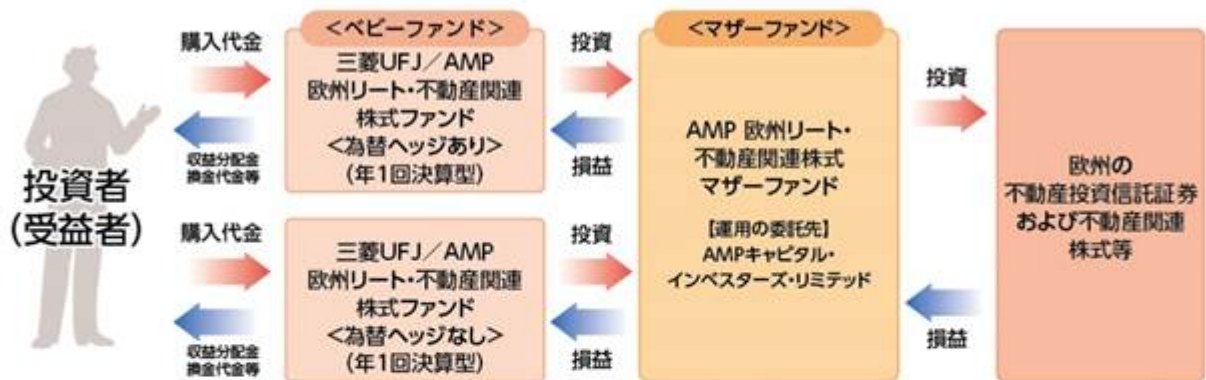 投資者
(受益者)
購入代金
収益分配金
換金代金等
購入代金
収益分配金
換金代金等
<ベビーファンド>
三菱UFJ/AMP
欧州リート・不動産関連
株式ファンド
<為替ヘッジあり>
(年1回決算型)
三菱UFJ/AMP
欧州リート・不動産関連
株式ファンド
<為替ヘッジなし>
(年1回決算型)
投資
損益
投資
損益
<マザーファンド>
AMP 欧州リート・
不動産関連株式
マザーファンド
【運用の委託先】
AMPキャピタル・
インベスターズ・リミテッド
投資
損益
欧州の
不動産投資信託証券
および不動産関連
株式等